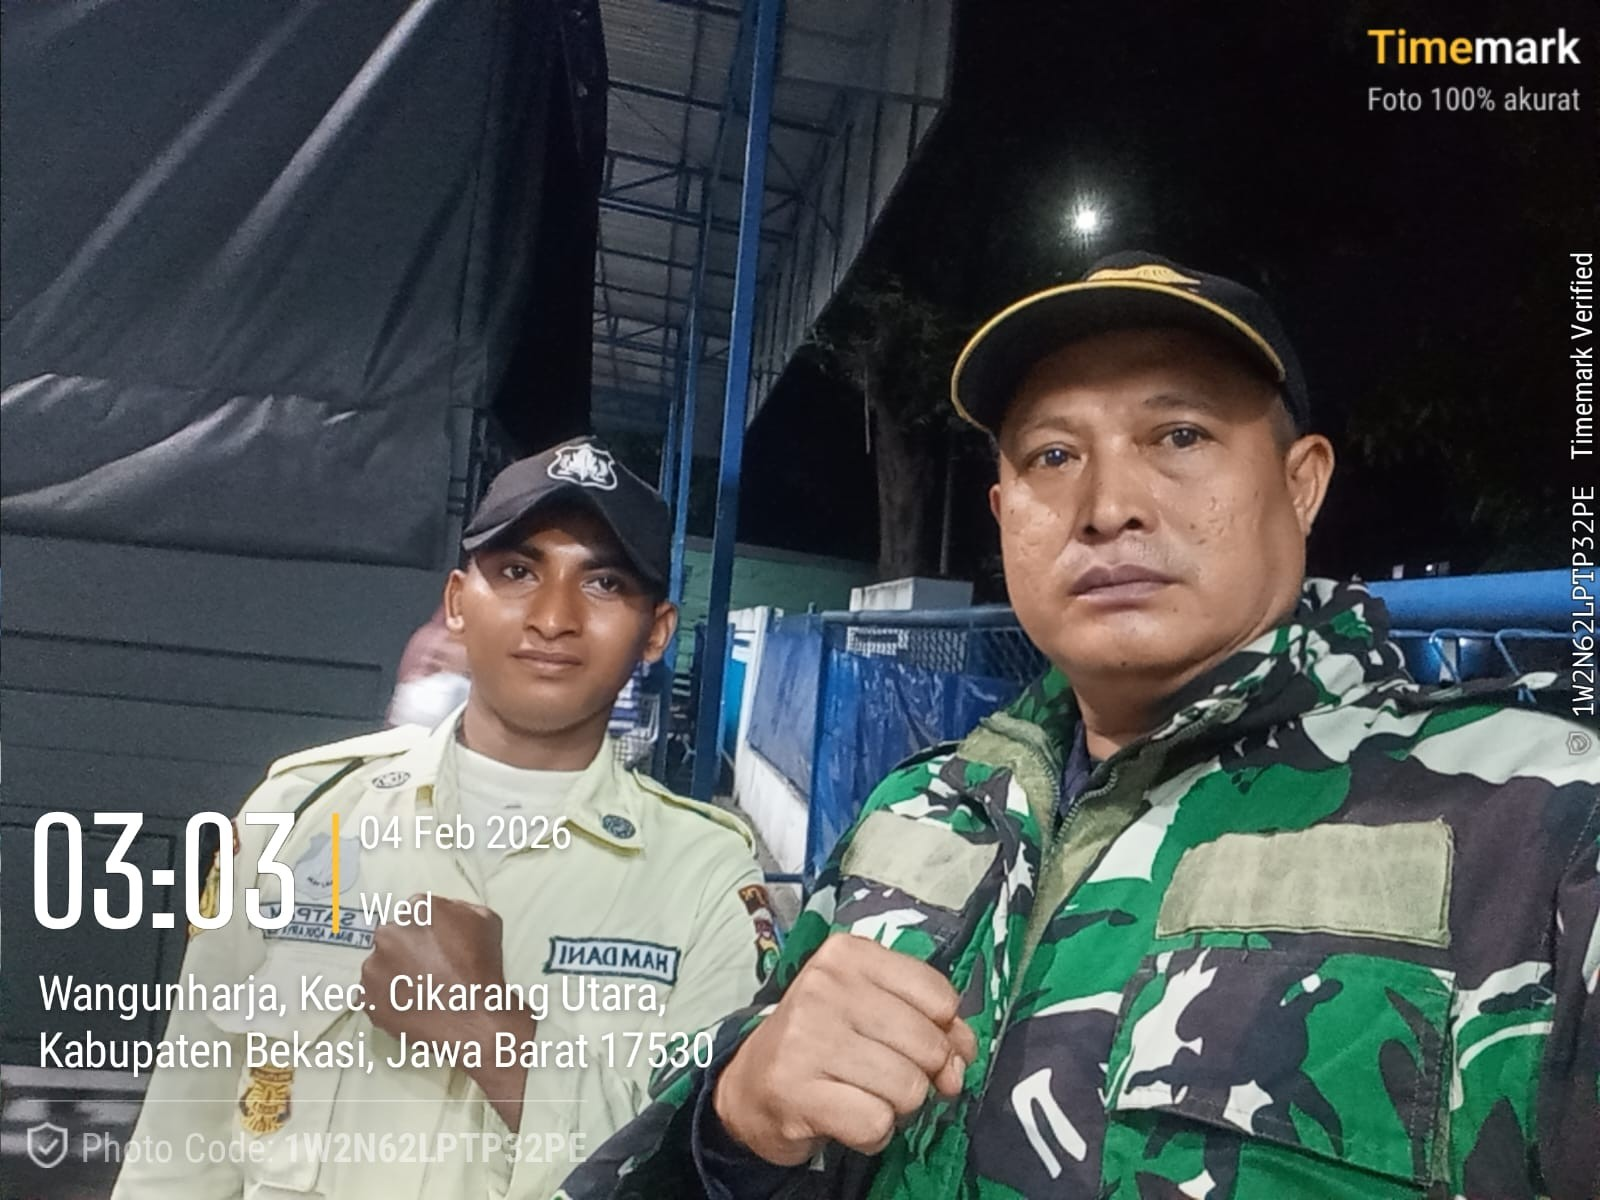 Timemark
Foto 100% akurat
03:03
04 Feb 2026
Wed
SATPAM
HAMDANI
Wangunharja, Kec. Cikarang Utara,
Kabupaten Bekasi, Jawa Barat 17530
Photo Code: 1W2N62LPTP32PE
1W2N62LPTP32PE Timemark Verified